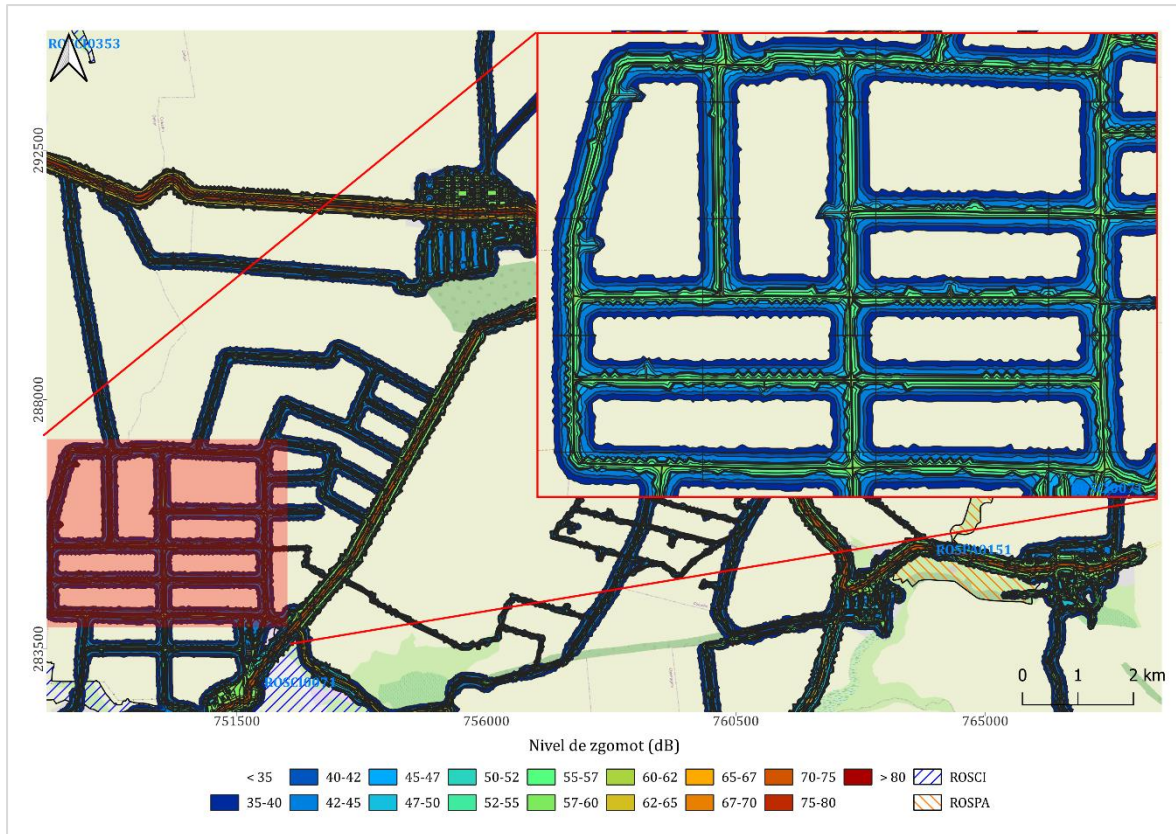 ROSCI0353
292500
288000
283500
ROSPA0151
ROSCI0071
0 1 2 km
751500 756000 760500 765000
Nivel de zgomot (dB)
< 35 40-42 45-47 50-52 55-57 60-62 65-67 70-75 > 80 ROSCI
35-40 42-45 47-50 52-55 57-60 62-65 67-70 75-80 ROSPA